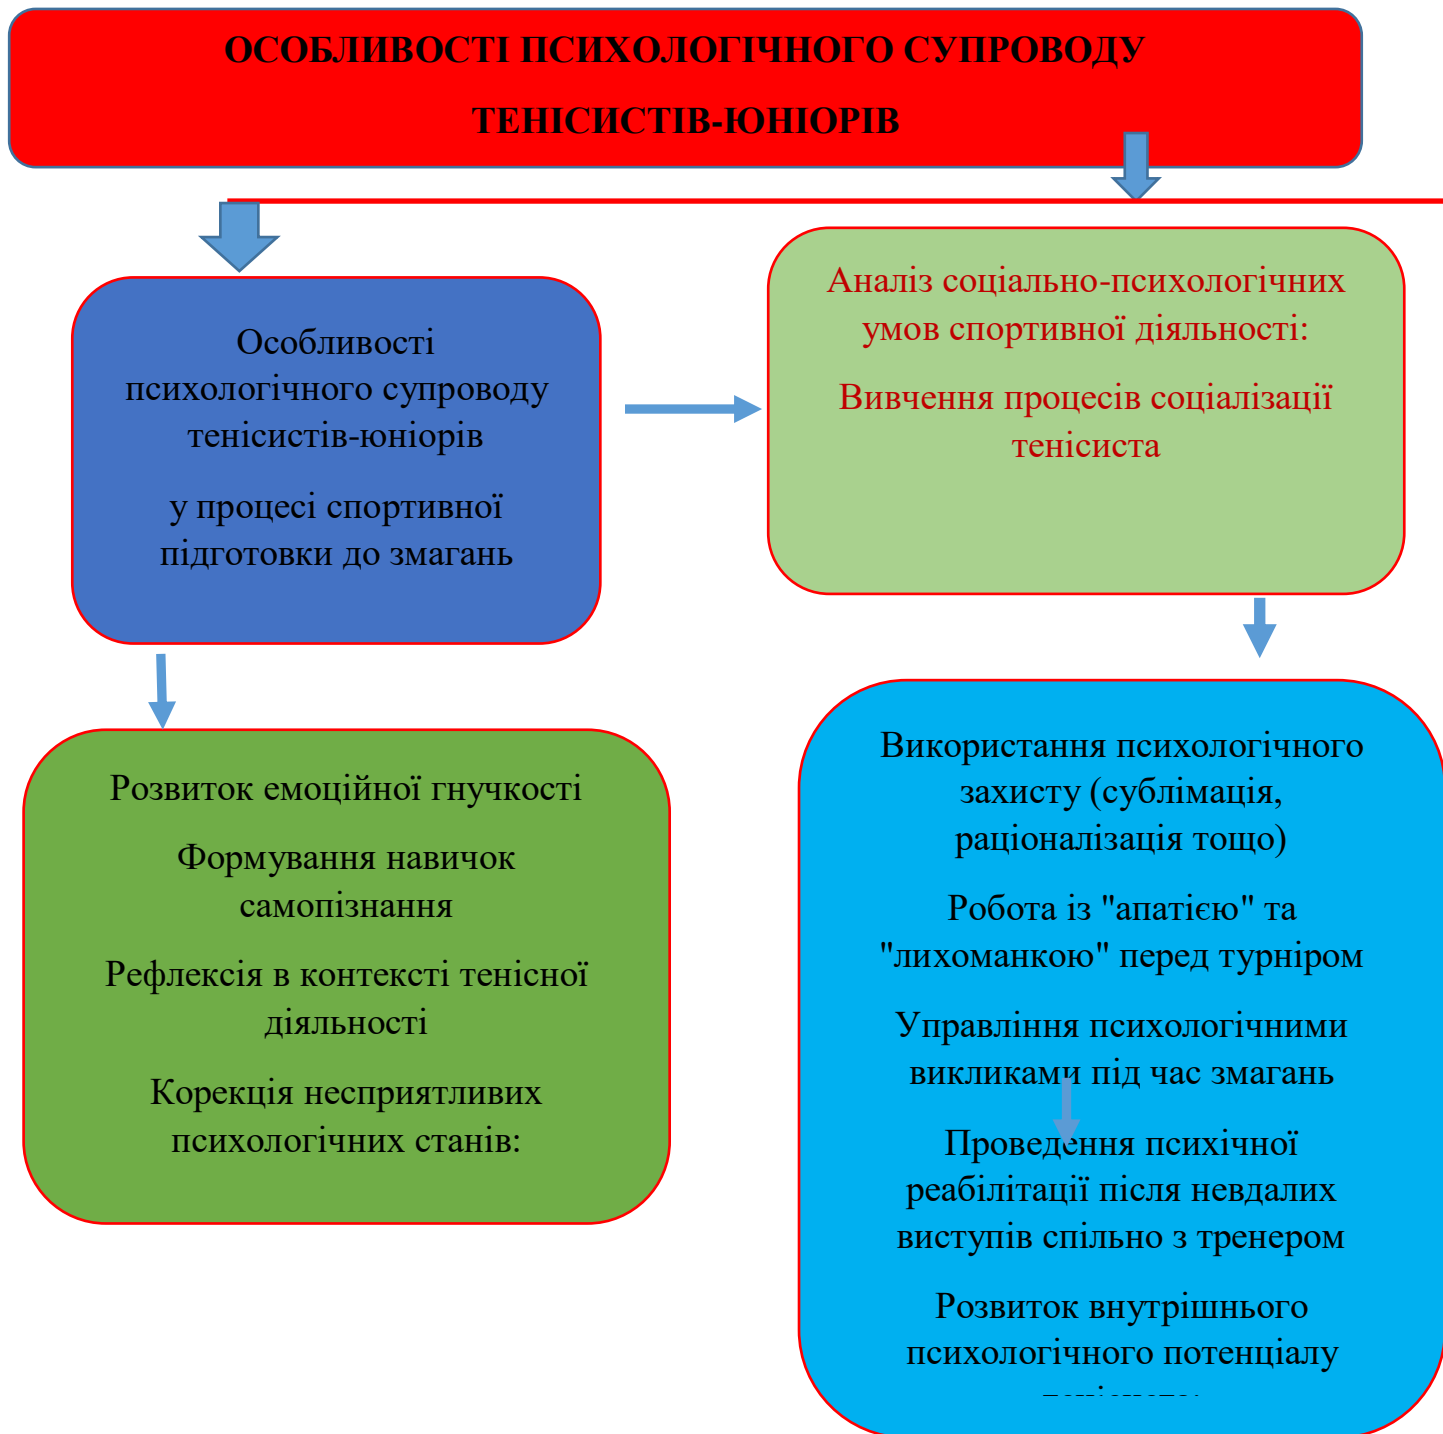 ОСОБЛИВОСТІ ПСИХОЛОГІЧНОГО СУПРОВОДУ
ТЕНІСИСТІВ-ЮНІОРІВ
Особливості
психологічного супроводу
тенісистів-юніорів
у процесі спортивної
підготовки до змагань
Аналіз соціально-психологічних
умов спортивної діяльності:
Вивчення процесів соціалізації
тенісиста
Розвиток емоційної гнучкості
Формування навичок
самопізнання
Рефлексія в контексті тенісної
діяльності
Корекція несприятливих
психологічних станів:
Використання психологічного
захисту (сублімація,
раціоналізація тощо)
Робота із "апатією" та
"лихоманкою" перед турніром
Управління психологічними
викликами під час змагань
Проведення психічної
реабілітації після невдалих
виступів спільно з тренером
Розвиток внутрішнього
психологічного потенціалу